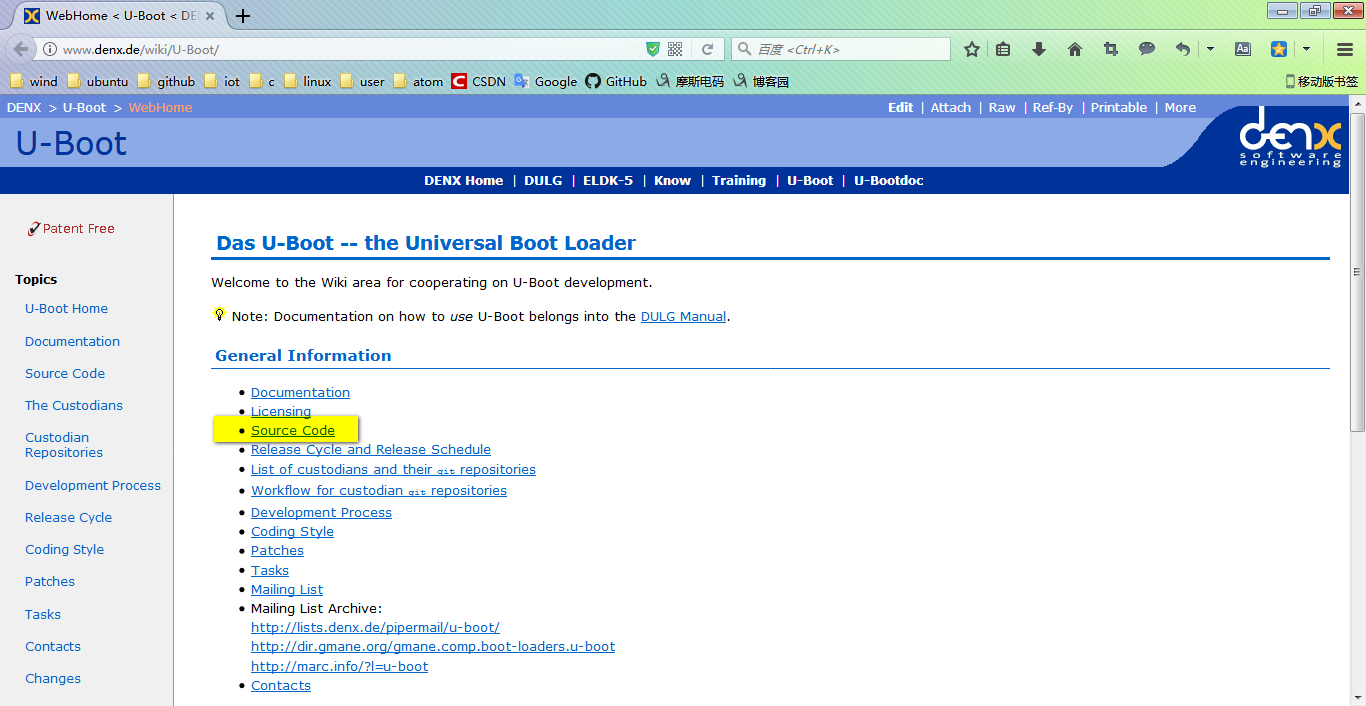 WebHome < U-Boot < DE
www.denx.de/wiki/U-Boot/
百度 <Ctrl+K>
wind ubuntu github iot c linux user atom CSDN Google GitHub 摩斯电码 博客园 移动版书签
DENX > U-Boot > WebHome
Edit | Attach | Raw | Ref-By | Printable | More
U-Boot
denx
software
engineering
DENX Home | DULG | ELDK-5 | Know | Training | U-Boot | U-Bootdoc
Patent Free
Topics
U-Boot Home
Documentation
Source Code
The Custodians
Custodian
Repositories
Development Process
Release Cycle
Coding Style
Patches
Tasks
Contacts
Changes
Das U-Boot -- the Universal Boot Loader
Welcome to the Wiki area for cooperating on U-Boot development.
Note: Documentation on how to use U-Boot belongs into the DULG Manual.
General Information
• Documentation
• Licensing
• Source Code
• Release Cycle and Release Schedule
• List of custodians and their git repositories
• Workflow for custodian git repositories
• Development Process
• Coding Style
• Patches
• Tasks
• Mailing List
• Mailing List Archive:
http://lists.denx.de/pipermail/u-boot/
http://dir.gmane.org/gmane.comp.boot-loaders.u-boot
http://marc.info/?l=u-boot
• Contacts